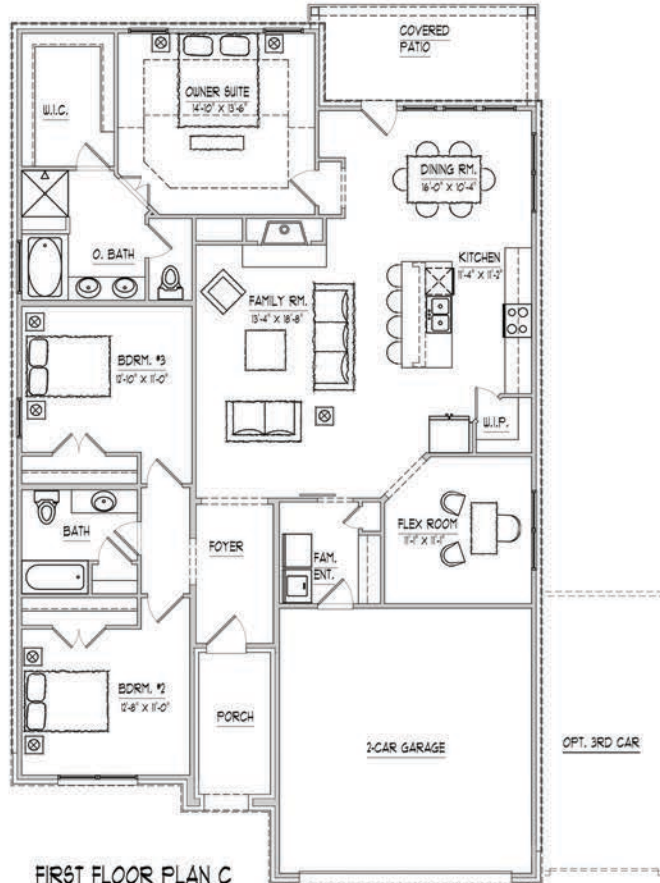 COVERED
PATIO
W.I.C.
OWNER SUITE
14'-10" X 13'-6"
DINING RM.
16'-0" X 10'-4"
O. BATH
KITCHEN
11'-4" X 11'-2"
FAMILY RM.
13'-4" X 18'-8"
BDRM. #3
12'-10" X 11'-0"
W.I.P.
BATH
FOYER
FAM.
ENT.
FLEX ROOM
11'-1" X 11'-1"
BDRM. #2
12'-8" X 11'-0"
PORCH
2-CAR GARAGE
OPT. 3RD CAR
FIRST FLOOR PLAN C